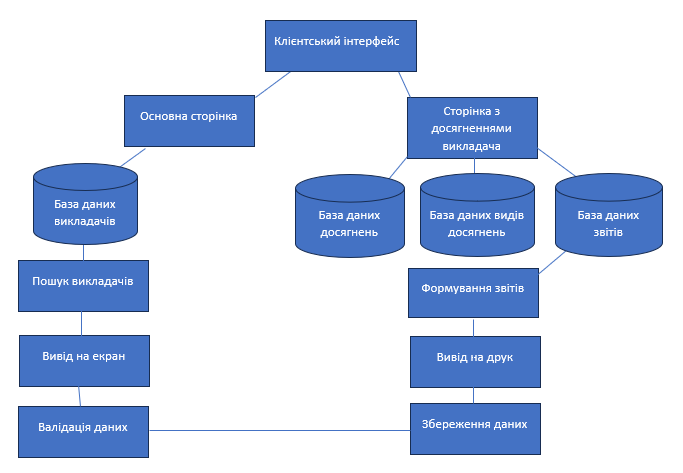 Клієнтський інтерфейс
Основна сторінка
Сторінка з
досягненнями
викладача
База даних
викладачів
База даних
досягнень
База даних видів
досягнень
База даних
звітів
Пошук викладачів
Формування звітів
Вивід на екран
Вивід на друк
Валідація даних
Збереження даних